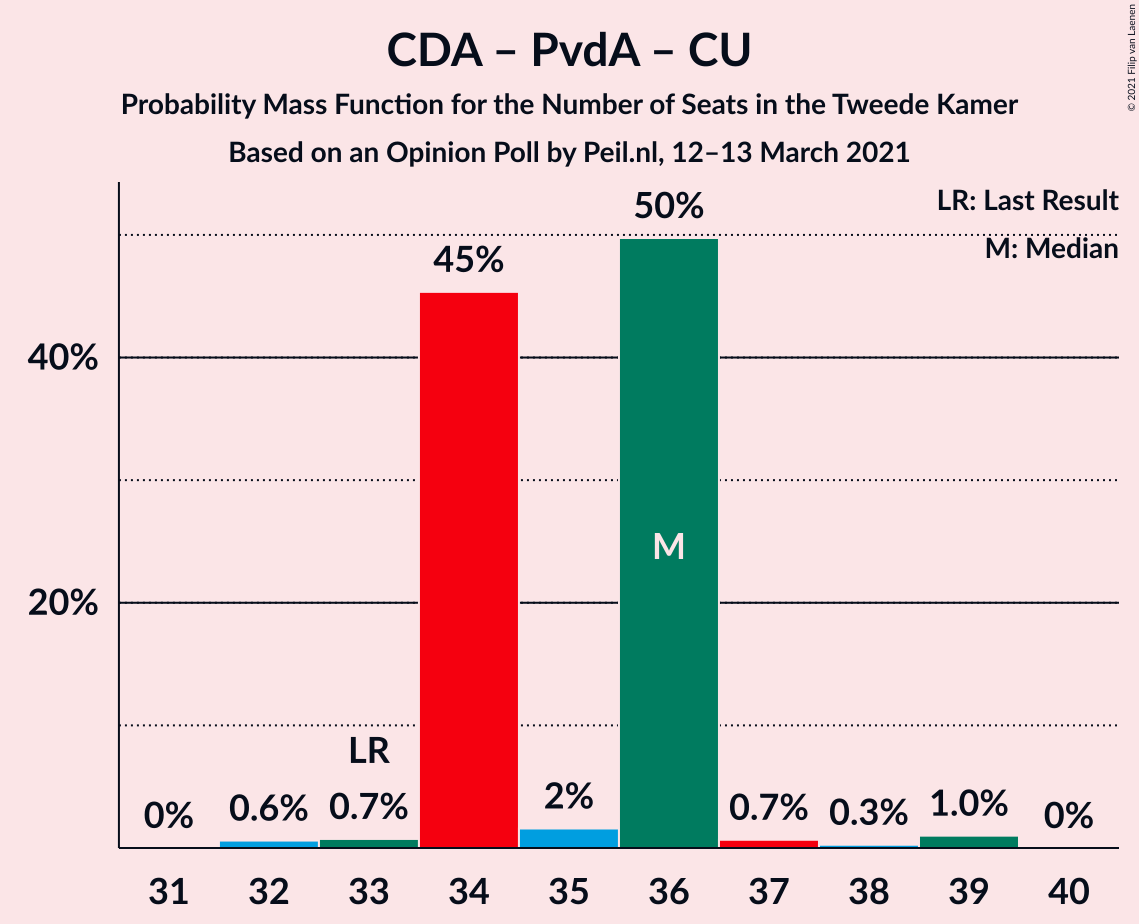 CDA – PvdA – CU
Probability Mass Function for the Number of Seats in the Tweede Kamer
Based on an Opinion Poll by Peil.nl, 12–13 March 2021
© 2021 Filip van Laenen
LR: Last Result
M: Median
50%
45%
40%
M
20%
LR
0% 0.6% 0.7% 2% 0.7% 0.3% 1.0% 0%
31 32 33 34 35 36 37 38 39 40